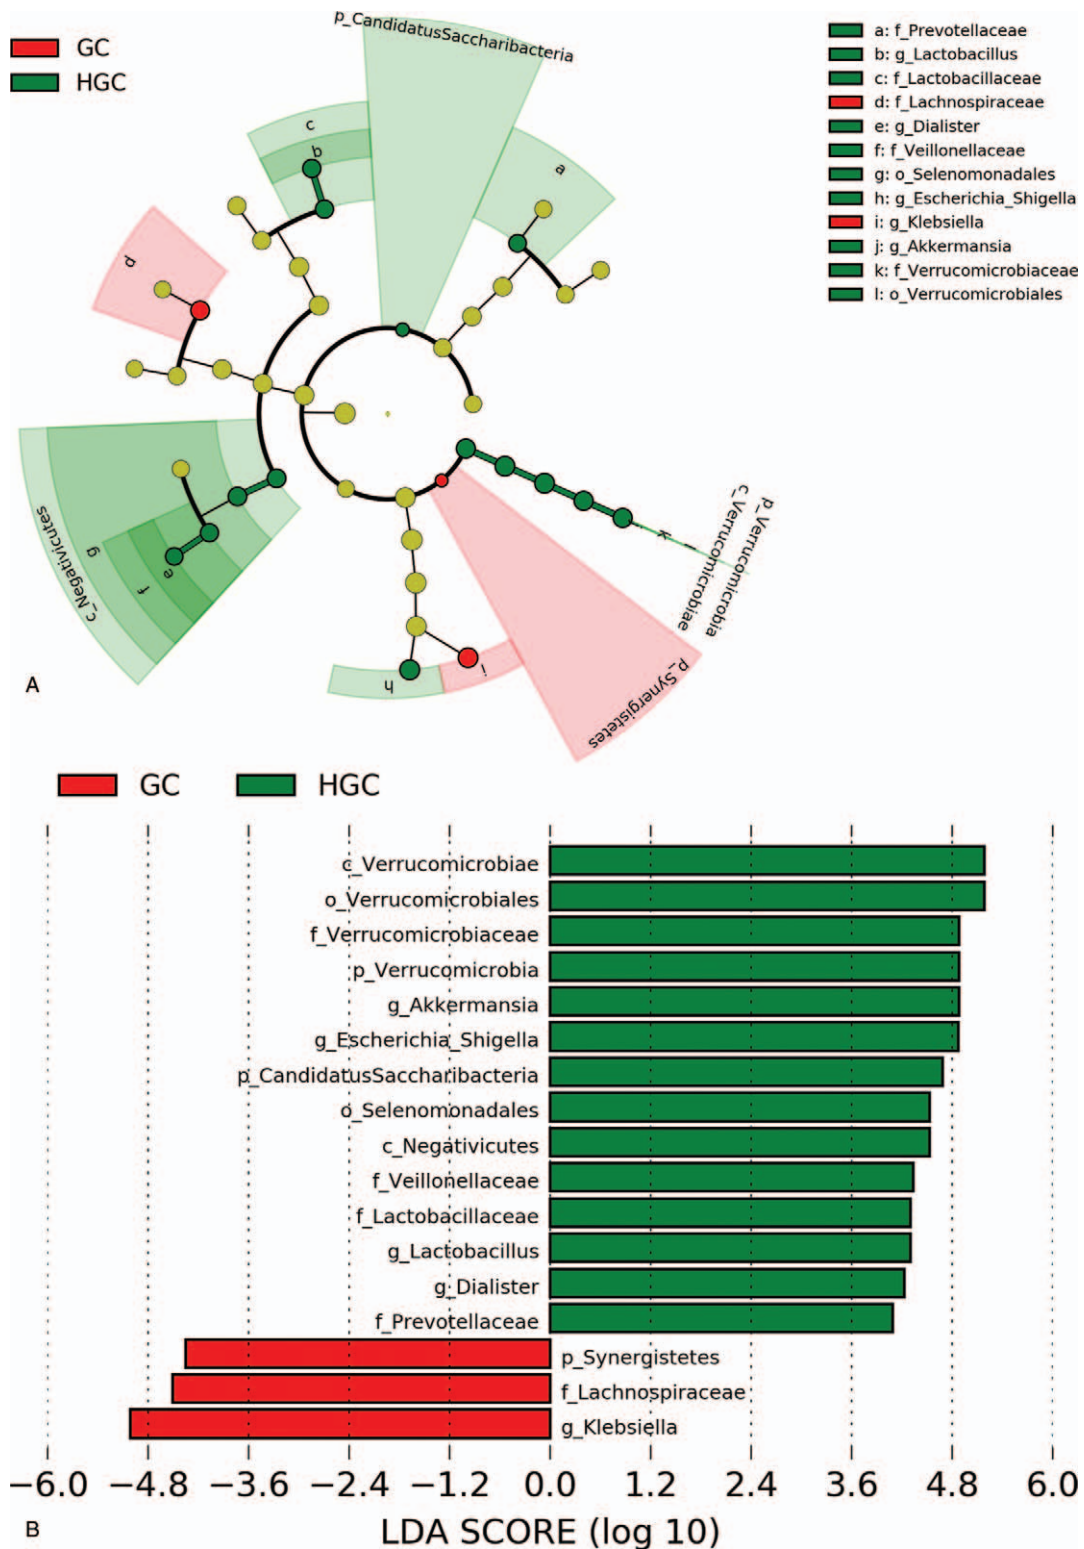 GC
HGC
p_CandidatusSaccharibacteria
a: f_Prevotellaceae
b: g_Lactobacillus
c: f_Lactobacillaceae
d: f_Lachnospiraceae
e: g_Dialister
f: f_Veillonellaceae
g: o_Selenomonadales
h: g_Escherichia_Shigella
i: g_Klebsiella
j: g_Akkermansia
k: f_Verrucomicrobiaceae
l: o_Verrucomicrobiales
c
b
a
d
c_Negativicutes
g
f
e
h
i
k
l
c_Verrucomicrobiae
p_Verrucomicrobia
p_Synergistetes
A
GC
HGC
c_Verrucomicrobiae
o_Verrucomicrobiales
f_Verrucomicrobiaceae
p_Verrucomicrobia
g_Akkermansia
g_Escherichia_Shigella
p_CandidatusSaccharibacteria
o_Selenomonadales
c_Negativicutes
f_Veillonellaceae
f_Lactobacillaceae
g_Lactobacillus
g_Dialister
f_Prevotellaceae
p_Synergistetes
f_Lachnospiraceae
g_Klebsiella
−6.0 −4.8 −3.6 −2.4 −1.2 0.0 1.2 2.4 3.6 4.8 6.0
B
LDA SCORE (log 10)